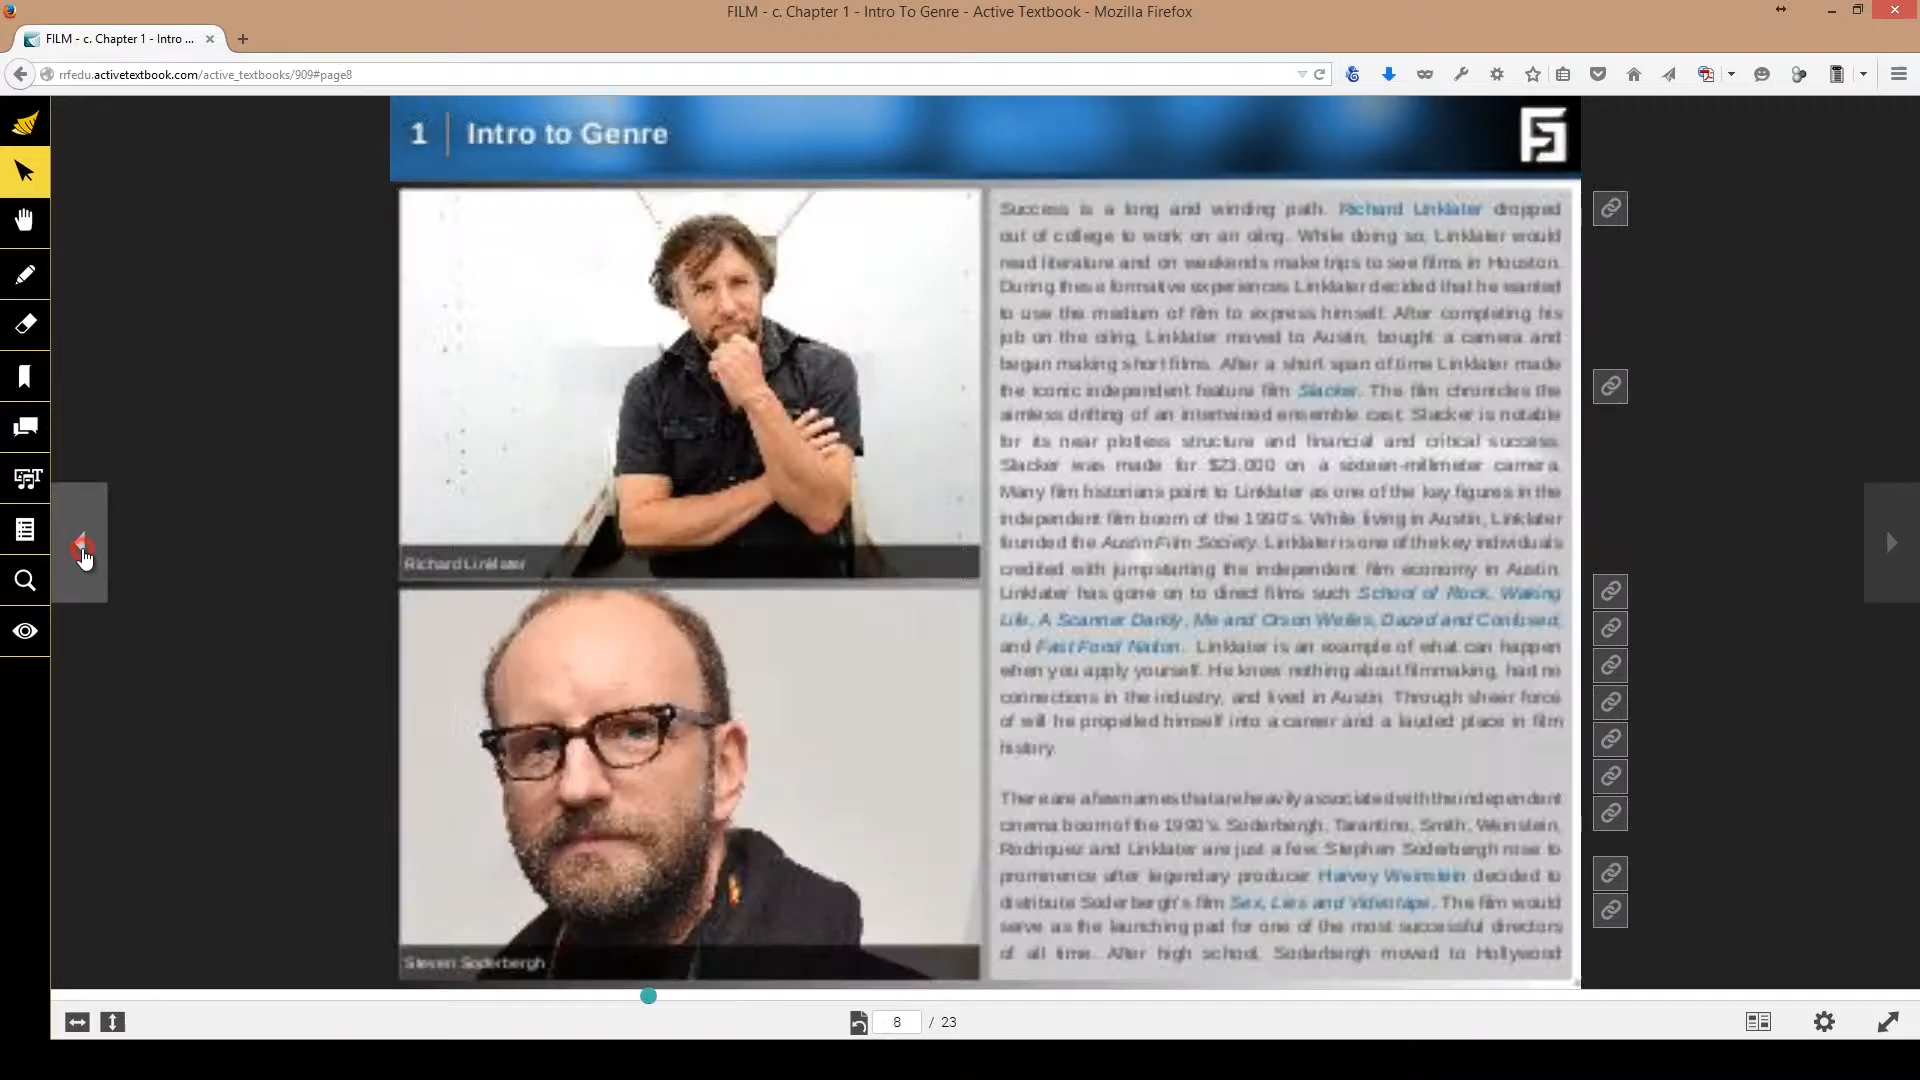 FILM - c. Chapter 1 - Intro To Genre - Active Textbook - Mozilla Firefox
FILM - c. Chapter 1 - Intro ...
rrfedu.activetextbook.com/active_textbooks/909#page8
1 Intro to Genre
Richard Linklater
Steven Soderbergh
Success is a long and winding path. Richard Linklater dropped
out of college to work on an oilrig. While doing so, Linklater would
read literature and on weekends make trips to see films in Houston.
During these formative experiences Linklater decided that he wanted
to use the medium of film to express himself. After completing his
job on the oilrig, Linklater moved to Austin, bought a camera and
began making short films. After a short span of time Linklater made
the iconic independent feature film Slacker. The film chronicles the
aimless drifting of an intertwined ensemble cast. Slacker is notable
for its near plotless structure and financial and critical success.
Slacker was made for $23,000 on a sixteen-millimeter camera.
Many film historians point to Linklater as one of the key figures in the
independent film boom of the 1990's. While living in Austin, Linklater
founded the Austin Film Society. Linklater is one of the key individuals
credited with jumpstarting the independent film economy in Austin.
Linklater has gone on to direct films such School of Rock, Waking
Life, A Scanner Darkly, Me and Orson Welles, Dazed and Confused,
and Fast Food Nation. Linklater is an example of what can happen
when you apply yourself. He knew nothing about filmmaking, had no
connections in the industry, and lived in Austin. Through sheer force
of will he propelled himself into a career and a lauded place in film
history.
There are a few names that are heavily associated with the independent
cinema boom of the 1990's. Soderbergh, Tarantino, Smith, Weinstein,
Rodriquez and Linklater are just a few. Stephen Soderbergh rose to
prominence after legendary producer Harvey Weinstein decided to
distribute Soderbergh's film Sex, Lies and Videotape. The film would
serve as the launching pad for one of the most successful directors
of all time. After high school, Soderbergh moved to Hollywood
8 / 23